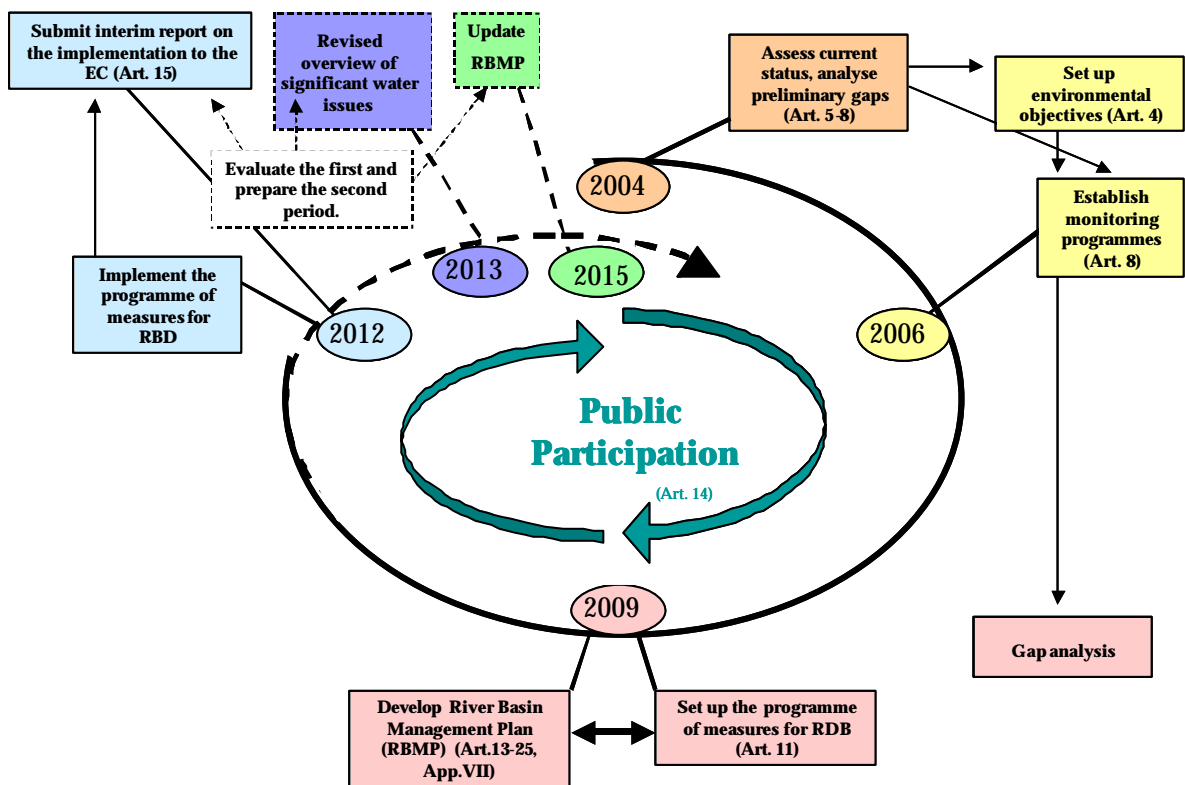 Submit interim report on
the implementation to the
EC (Art. 15)
Revised
overview of
significant water
issues
Update
RBMP
Assess current
status, analyse
preliminary gaps
(Art. 5-8)
Set up
environmental
objectives (Art. 4)
Evaluate the first and
prepare the second
period.
2004
Establish
monitoring
programmes
(Art. 8)
Implement the
programme of
measures for
RBD
2013
2015
2012
2006
Public
Participation
(Art. 14)
2009
Gap analysis
Develop River Basin
Management Plan
(RBMP) (Art.13-25,
App.VII)
Set up the programme
of measures for RDB
(Art. 11)